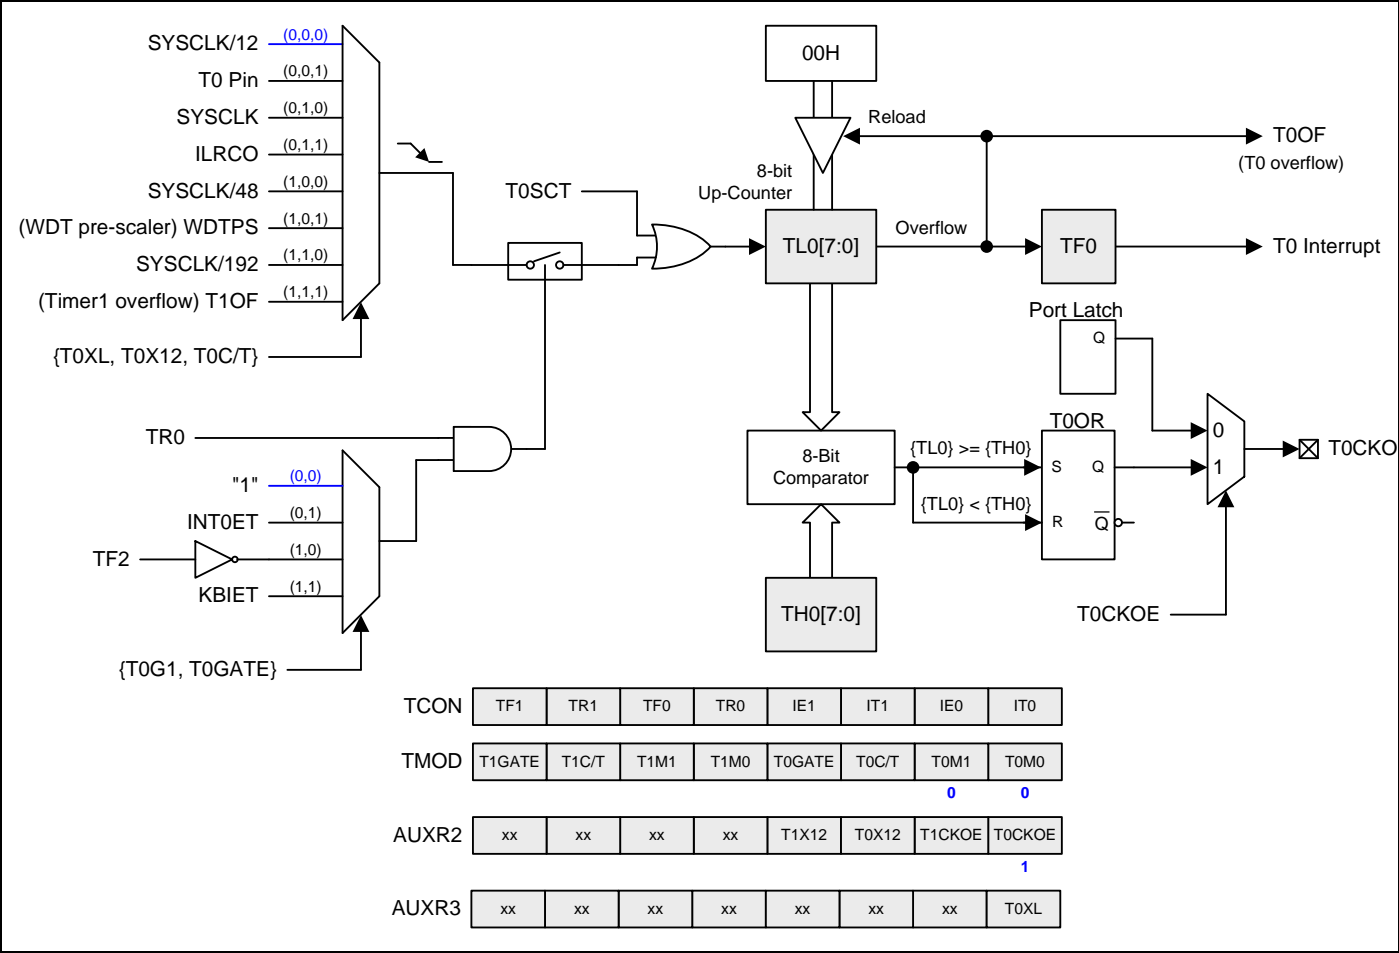 SYSCLK/12 (0,0,0)
T0 Pin (0,0,1)
SYSCLK (0,1,0)
ILRCO (0,1,1)
SYSCLK/48 (1,0,0)
(WDT pre-scaler) WDTPS (1,0,1)
SYSCLK/192 (1,1,0)
(Timer1 overflow) T1OF (1,1,1)
{T0XL, T0X12, T0C/T}
T0SCT
00H
Reload
8-bit
Up-Counter
TL0[7:0]
Overflow
TF0
T0OF
(T0 overflow)
T0 Interrupt
TR0
"1" (0,0)
INT0ET (0,1)
TF2 (1,0)
KBIET (1,1)
{T0G1, T0GATE}
8-Bit
Comparator
TH0[7:0]
{TL0} >= {TH0}
{TL0} < {TH0}
Port Latch
Q
T0OR
S Q
R Q
0
1
T0CKO
T0CKOE
TCON TF1 TR1 TF0 TR0 IE1 IT1 IE0 IT0
TMOD T1GATE T1C/T T1M1 T1M0 T0GATE T0C/T T0M1 T0M0
0 0
AUXR2 xx xx xx xx T1X12 T0X12 T1CKOE T0CKOE
1
AUXR3 xx xx xx xx xx xx xx T0XL